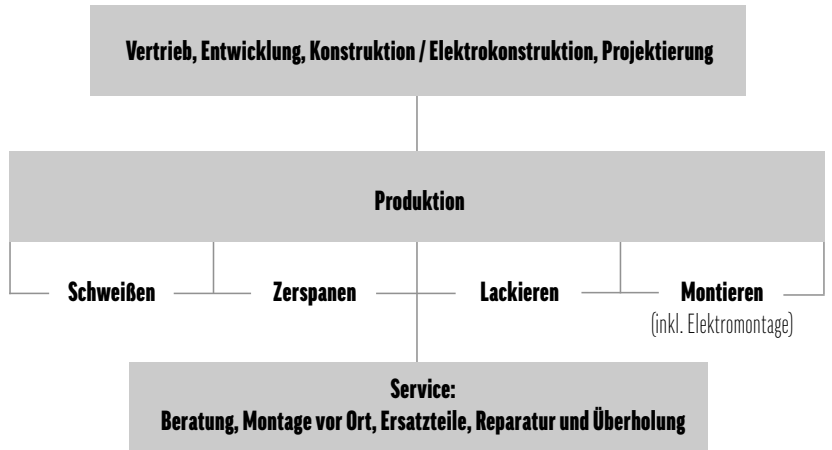 Vertrieb, Entwicklung, Konstruktion / Elektrokonstruktion, Projektierung
Produktion
Schweißen
Zerspanen
Lackieren
Montieren
(inkl. Elektromontage)
Service:
Beratung, Montage vor Ort, Ersatzteile, Reparatur und Überholung